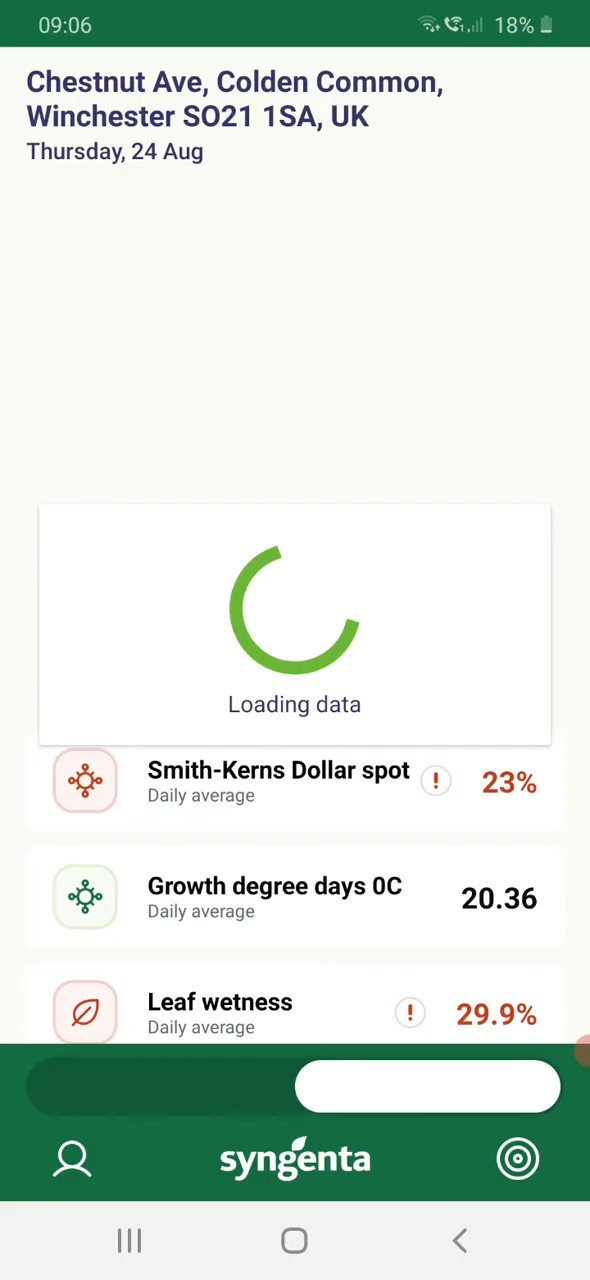 09:06
18%
Chestnut Ave, Colden Common,
Winchester SO21 1SA, UK
Thursday, 24 Aug
Loading data
Smith-Kerns Dollar spot ! 23%
Daily average
Growth degree days 0C 20.36
Daily average
Leaf wetness ! 29.9%
Daily average
syngenta